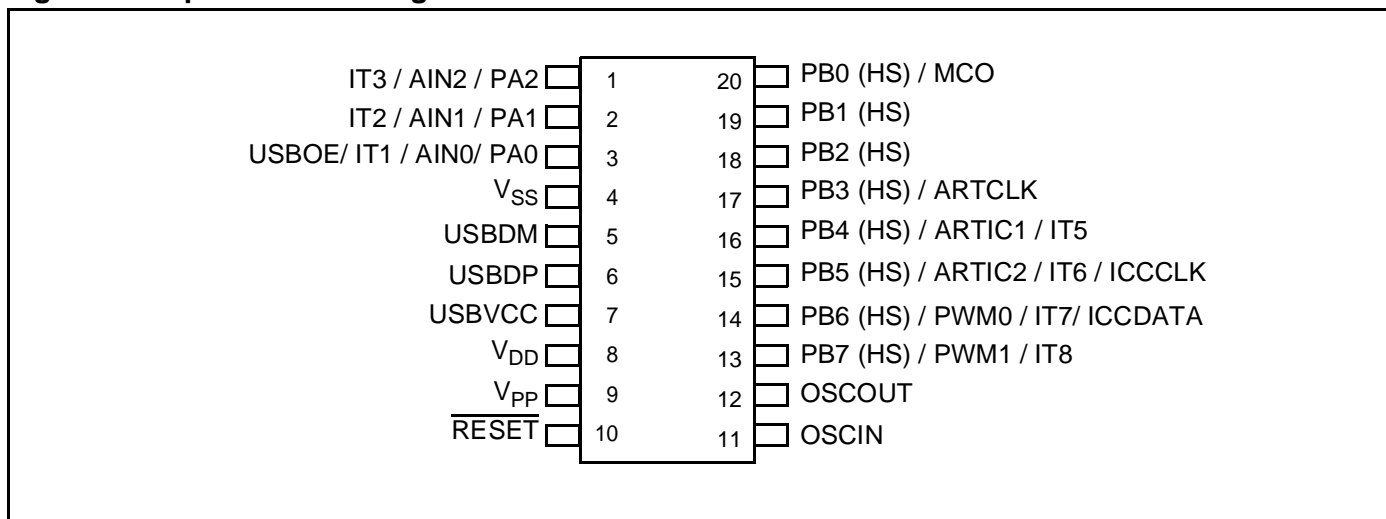 IT3 / AIN2 / PA2 1 20 PB0 (HS) / MCO
IT2 / AIN1 / PA1 2 19 PB1 (HS)
USBOE/ IT1 / AIN0/ PA0 3 18 PB2 (HS)
VSS 4 17 PB3 (HS) / ARTCLK
USBDM 5 16 PB4 (HS) / ARTIC1 / IT5
USBDP 6 15 PB5 (HS) / ARTIC2 / IT6 / ICCCLK
USBVCC 7 14 PB6 (HS) / PWM0 / IT7/ ICCDATA
VDD 8 13 PB7 (HS) / PWM1 / IT8
VPP 9 12 OSCOUT
RESET 10 11 OSCIN